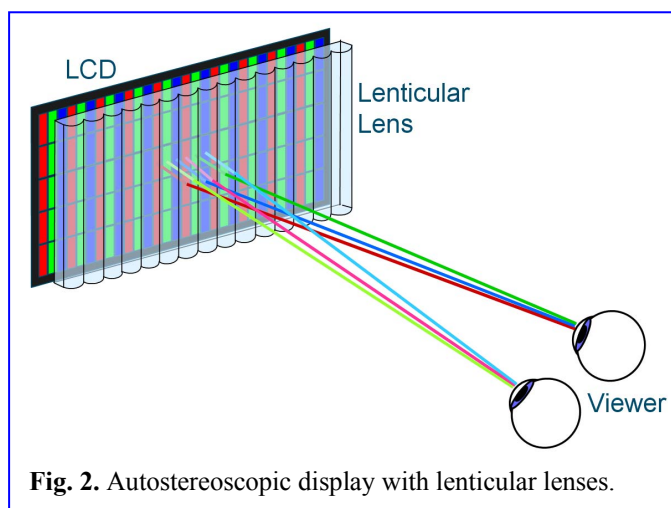 LCD
Lenticular
Lens
Viewer
Fig. 2. Autostereoscopic display with lenticular lenses.